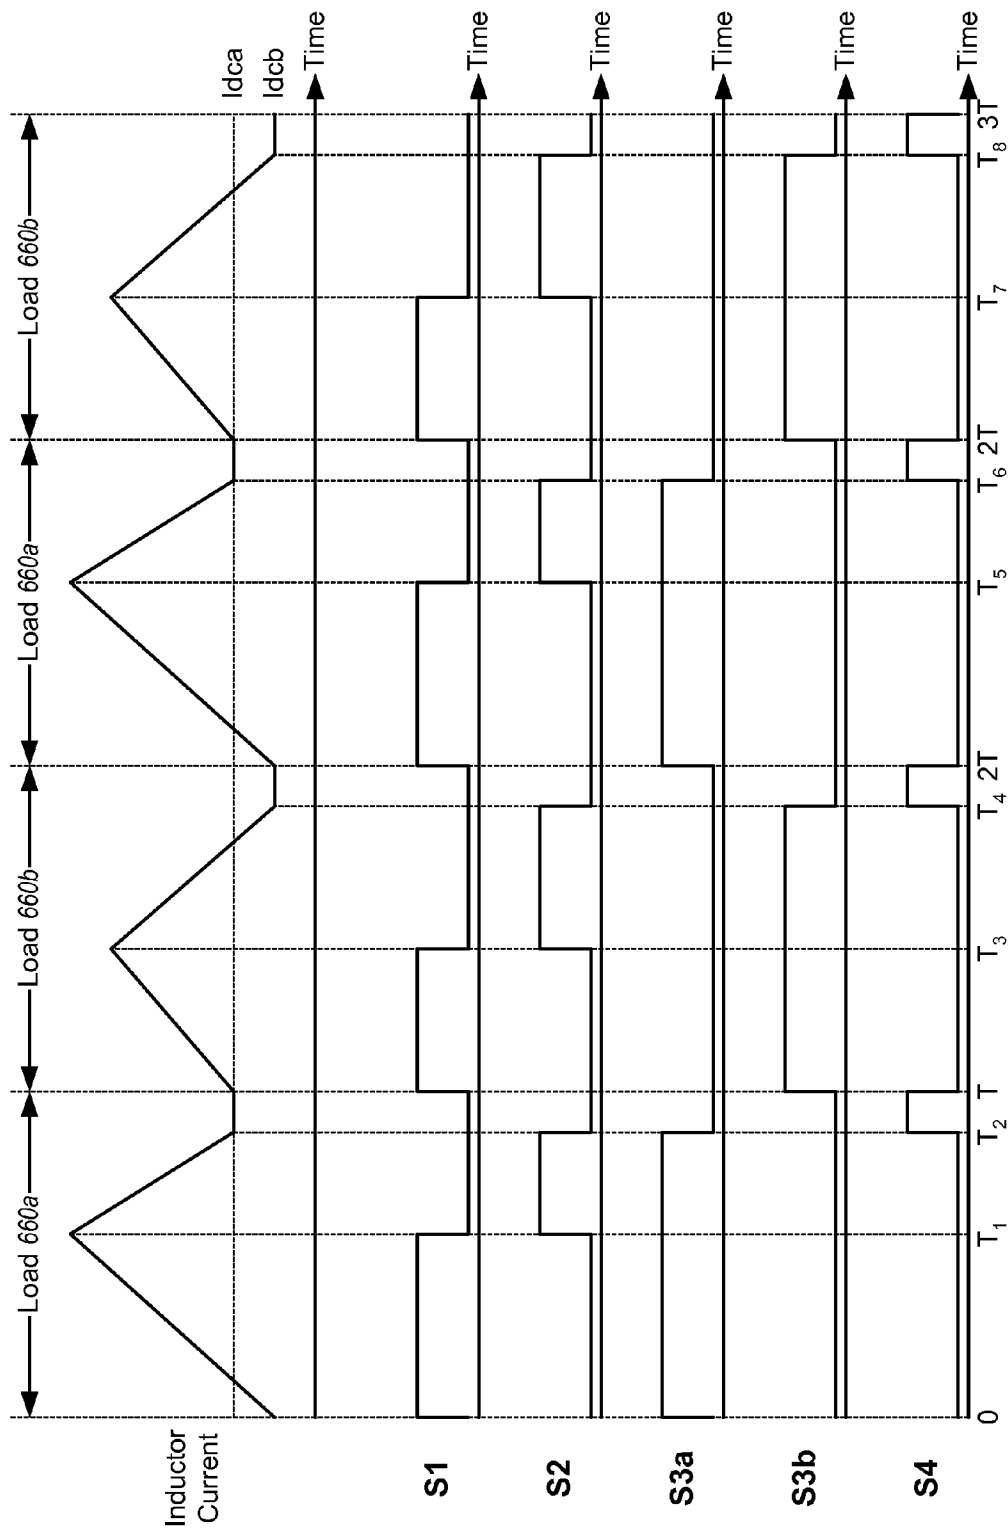 Load 660a
Load 660b
Load 660a
Load 660b
Inductor
Current
Idca
Idcb
Time
S1
Time
S2
Time
S3a
Time
S3b
Time
S4
Time
0
T1
T2
T
T3
T4
2T
T5
T6
2T
T7
T8
3T